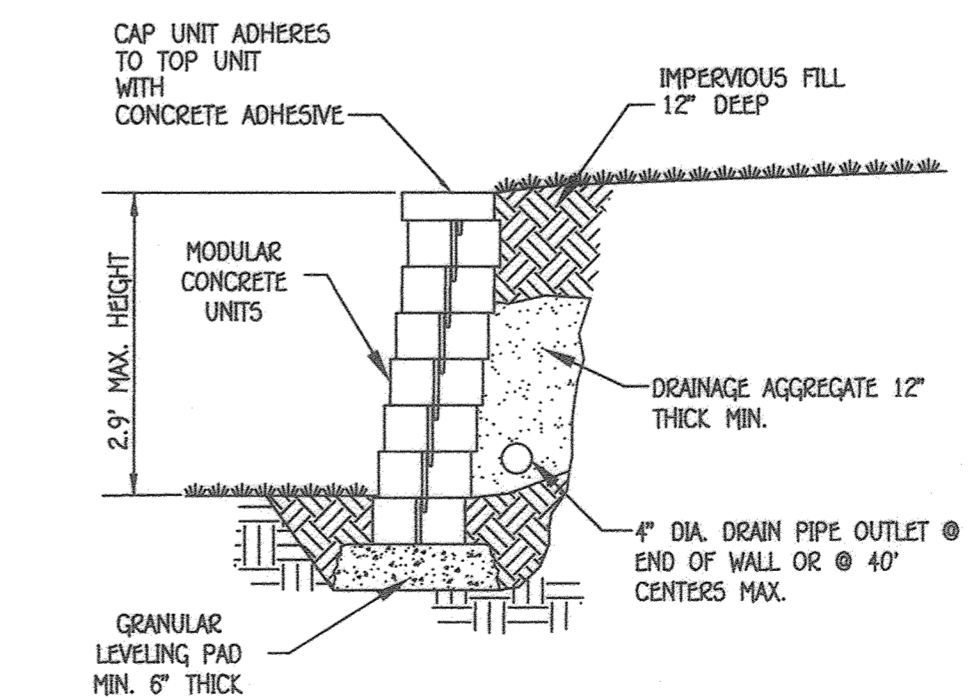 CAP UNIT ADHERES
TO TOP UNIT
WITH
CONCRETE ADHESIVE
IMPERVIOUS FILL
12" DEEP
MODULAR
CONCRETE
UNITS
2.9' MAX. HEIGHT
DRAINAGE AGGREGATE 12"
THICK MIN.
4" DIA. DRAIN PIPE OUTLET @
END OF WALL OR @ 40'
CENTERS MAX.
GRANULAR
LEVELING PAD
MIN. 6" THICK